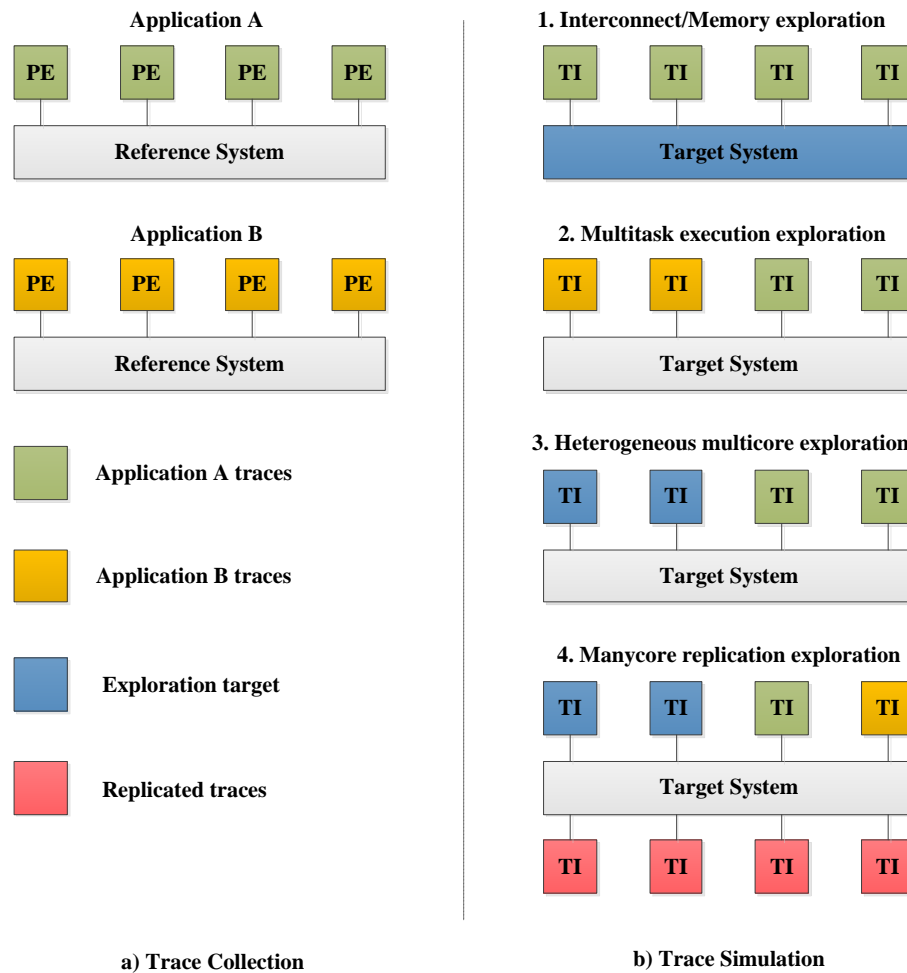 Application A
PE PE PE PE
Reference System
Application B
PE PE PE PE
Reference System
Application A traces
Application B traces
Exploration target
Replicated traces
a) Trace Collection
1. Interconnect/Memory exploration
TI TI TI TI
Target System
2. Multitask execution exploration
TI TI TI TI
Target System
3. Heterogeneous multicore exploration
TI TI TI TI
Target System
4. Manycore replication exploration
TI TI TI TI
Target System
TI TI TI TI
b) Trace Simulation